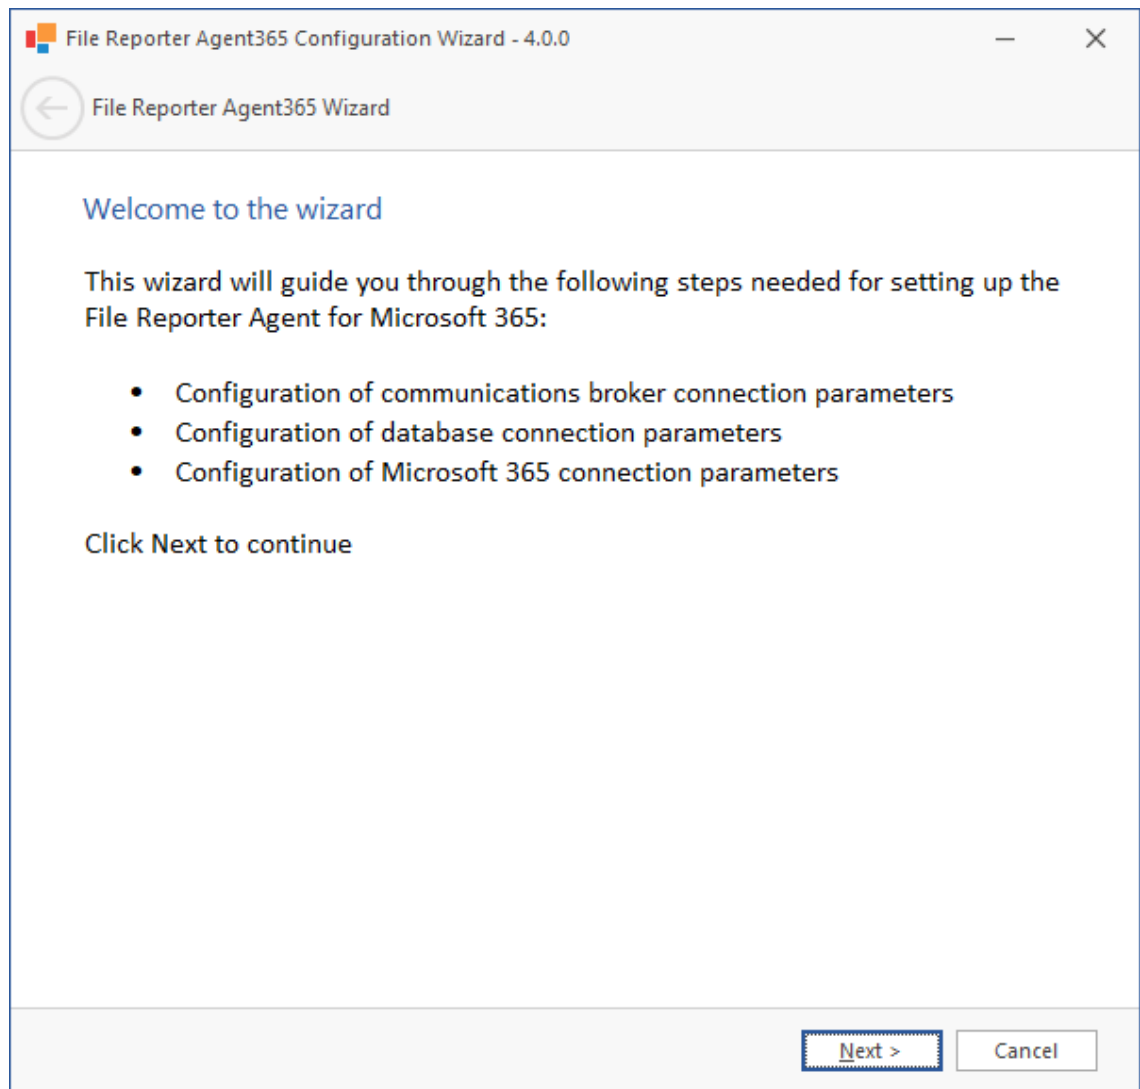 File Reporter Agent365 Configuration Wizard - 4.0.0
File Reporter Agent365 Wizard
Welcome to the wizard
This wizard will guide you through the following steps needed for setting up the
File Reporter Agent for Microsoft 365:
• Configuration of communications broker connection parameters
• Configuration of database connection parameters
• Configuration of Microsoft 365 connection parameters
Click Next to continue
Next > Cancel